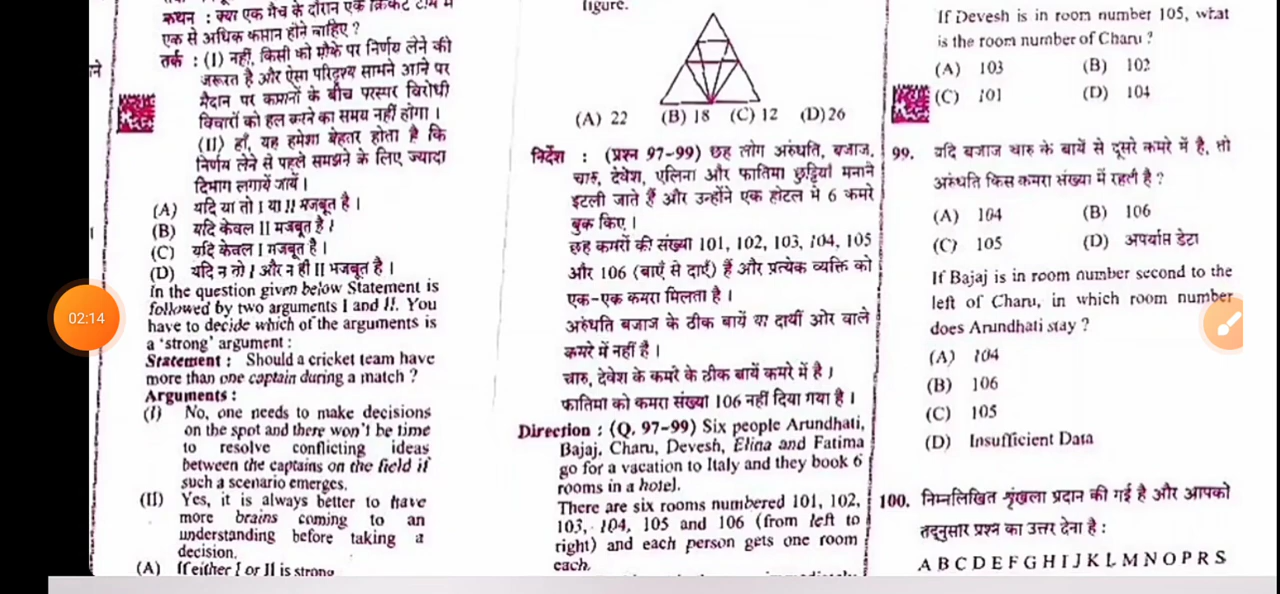 कथन : क्या एक मैच के दौरान एक क्रिकेट टीम में
एक से अधिक कप्तान होने चाहिए ?
तर्क : (I) नहीं, किसी को मौके पर निर्णय लेने की
जरूरत है और ऐसा परिदृश्य सामने आने पर
मैदान पर कप्तानों के बीच परस्पर विरोधी
विचारों को हल करने का समय नहीं होगा ।
(II) हाँ, यह हमेशा बेहतर होता है कि
निर्णय लेने से पहले समझने के लिए ज्यादा
दिमाग लगायें जायें ।
(A) यदि या तो I या II मजबूत है ।
(B) यदि केवल II मजबूत है ।
(C) यदि केवल I मजबूत है ।
(D) यदि न तो I और न ही II मजबूत है ।
In the question given below Statement is
followed by two arguments I and II. You
have to decide which of the arguments is
a ‘strong’ argument :
Statement : Should a cricket team have
more than one captain during a match ?
Arguments :
(I) No, one needs to make decisions
on the spot and there won’t be time
to resolve conflicting ideas
between the captains on the field if
such a scenario emerges.
(II) Yes, it is always better to have
more brains coming to an
understanding before taking a
decision.
(A) If either I or II is strong
02:14
figure.
(A) 22 (B) 18 (C) 12 (D) 26
निर्देश : (प्रश्न 97-99) छह लोग अरुंधति, बजाज,
चारु, देवेश, एलिना और फातिमा छुट्टियाँ मनाने
इटली जाते हैं और उन्होंने एक होटल में 6 कमरे
बुक किए ।
छह कमरों की संख्या 101, 102, 103, 104, 105
और 106 (बाएँ से दाएँ) हैं और प्रत्येक व्यक्ति को
एक-एक कमरा मिलता है ।
अरुंधति बजाज के ठीक बायें या दायीं ओर वाले
कमरे में नहीं है ।
चारु, देवेश के कमरे के ठीक बायें कमरे में है ।
फातिमा को कमरा संख्या 106 नहीं दिया गया है ।
Direction : (Q. 97-99) Six people Arundhati,
Bajaj, Charu, Devesh, Elina and Fatima
go for a vacation to Italy and they book 6
rooms in a hotel.
There are six rooms numbered 101, 102,
103, 104, 105 and 106 (from left to
right) and each person gets one room
each.
If Devesh is in room number 105, what
is the room number of Charu ?
(A) 103 (B) 102
(C) 101 (D) 104
99. यदि बजाज चारु के बायें से दूसरे कमरे में है, तो
अरुंधति किस कमरा संख्या में रहती है ?
(A) 104 (B) 106
(C) 105 (D) अपर्याप्त डेटा
If Bajaj is in room number second to the
left of Charu, in which room number
does Arundhati stay ?
(A) 104
(B) 106
(C) 105
(D) Insufficient Data
100. निम्नलिखित शृंखला प्रदान की गई है और आपको
तद्नुसार प्रश्न का उत्तर देना है :
A B C D E F G H I J K L M N O P R S